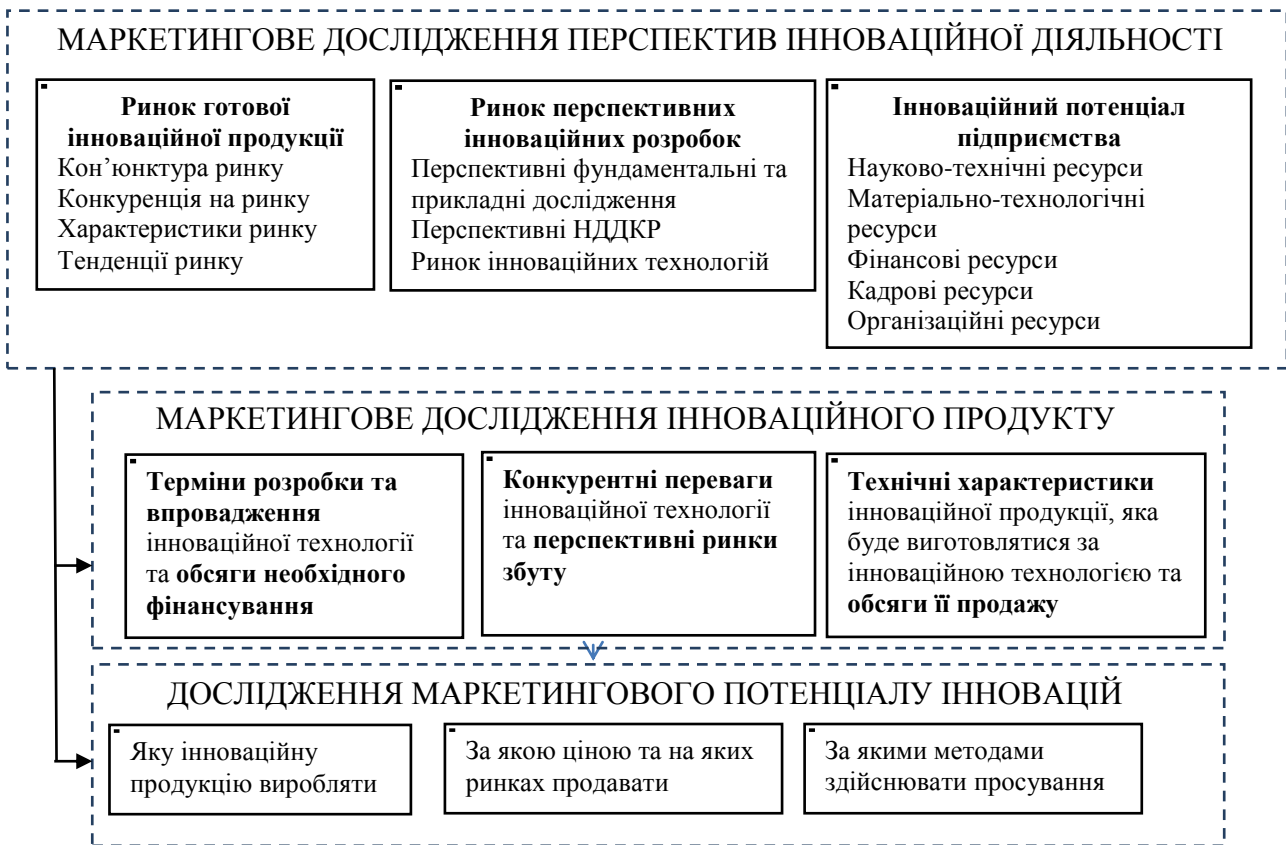 МАРКЕТИНГОВЕ ДОСЛІДЖЕННЯ ПЕРСПЕКТИВ ІННОВАЦІЙНОЇ ДІЯЛЬНОСТІ
Ринок готової
інноваційної продукції
Кон’юнктура ринку
Конкуренція на ринку
Характеристики ринку
Тенденції ринку
Ринок перспективних
інноваційних розробок
Перспективні фундаментальні та
прикладні дослідження
Перспективні НДДКР
Ринок інноваційних технологій
Інноваційний потенціал
підприємства
Науково-технічні ресурси
Матеріально-технологічні
ресурси
Фінансові ресурси
Кадрові ресурси
Організаційні ресурси
МАРКЕТИНГОВЕ ДОСЛІДЖЕННЯ ІННОВАЦІЙНОГО ПРОДУКТУ
Терміни розробки та
впровадження
інноваційної технології
та обсяги необхідного
фінансування
Конкурентні переваги
інноваційної технології
та перспективні ринки
збуту
Технічні характеристики
інноваційної продукції, яка
буде виготовлятися за
інноваційною технологією та
обсяги її продажу
ДОСЛІДЖЕННЯ МАРКЕТИНГОВОГО ПОТЕНЦІАЛУ ІННОВАЦІЙ
Яку інноваційну
продукцію виробляти
За якою ціною та на яких
ринках продавати
За якими методами
здійснювати просування